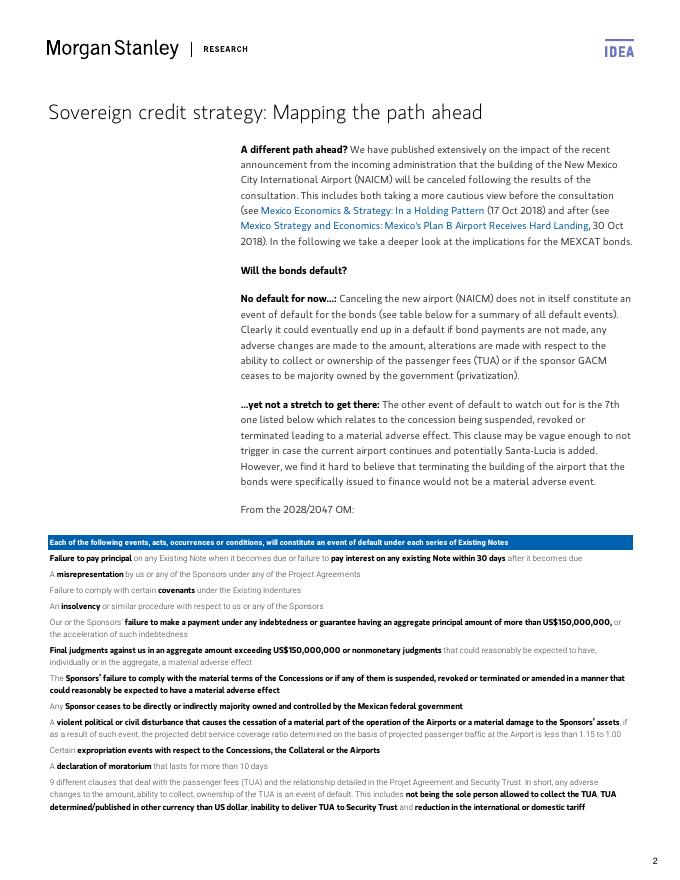 Morgan Stanley | RESEARCH
IDEA
Sovereign credit strategy: Mapping the path ahead
A different path ahead? We have published extensively on the impact of the recent
announcement from the incoming administration that the building of the New Mexico
City International Airport (NAICM) will be canceled following the results of the
consultation. This includes both taking a more cautious view before the consultation
(see Mexico Economics & Strategy: In a Holding Pattern (17 Oct 2018) and after (see
Mexico Strategy and Economics: Mexico's Plan B Airport Receives Hard Landing, 30 Oct
2018). In the following we take a deeper look at the implications for the MEXCAT bonds.
Will the bonds default?
No default for now...: Canceling the new airport (NAICM) does not in itself constitute an
event of default for the bonds (see table below for a summary of all default events).
Clearly it could eventually end up in a default if bond payments are not made, any
adverse changes are made to the amount, alterations are made with respect to the
ability to collect or ownership of the passenger fees (TUA) or if the sponsor GACM
ceases to be majority owned by the government (privatization).
...yet not a stretch to get there: The other event of default to watch out for is the 7th
one listed below which relates to the concession being suspended, revoked or
terminated leading to a material adverse effect. This clause may be vague enough to not
trigger in case the current airport continues and potentially Santa-Lucia is added.
However, we find it hard to believe that terminating the building of the airport that the
bonds were specifically issued to finance would not be a material adverse event.
From the 2028/2047 OM:
Each of the following events, acts, occurrences or conditions, will constitute an event of default under each series of Existing Notes
Failure to pay principal on any Existing Note when it becomes due or failure to pay interest on any existing Note within 30 days after it becomes due
A misrepresentation by us or any of the Sponsors under any of the Project Agreements
Failure to comply with certain covenants under the Existing Indentures
An insolvency or similar procedure with respect to us or any of the Sponsors
Our or the Sponsors' failure to make a payment under any indebtedness or guarantee having an aggregate principal amount of more than US$150,000,000, or
the acceleration of such indebtedness
Final judgments against us in an aggregate amount exceeding US$150,000,000 or nonmonetary judgments that could reasonably be expected to have,
individually or in the aggregate, a material adverse effect
The Sponsors' failure to comply with the material terms of the Concessions or if any of them is suspended, revoked or terminated or amended in a manner that
could reasonably be expected to have a material adverse effect
Any Sponsor ceases to be directly or indirectly majority owned and controlled by the Mexican federal government
A violent political or civil disturbance that causes the cessation of a material part of the operation of the Airports or a material damage to the Sponsors' assets, if
as a result of such event, the projected debt service coverage ratio determined on the basis of projected passenger traffic at the Airport is less than 1.15 to 1.00
Certain expropriation events with respect to the Concessions, the Collateral or the Airports
A declaration of moratorium that lasts for more than 10 days
9 different clauses that deal with the passenger fees (TUA) and the relationship detailed in the Projet Agreement and Security Trust. In short, any adverse
changes to the amount, ability to collect, ownership of the TUA is an event of default. This includes not being the sole person allowed to collect the TUA, TUA
determined/published in other currency than US dollar, inability to deliver TUA to Security Trust and reduction in the international or domestic tariff
2